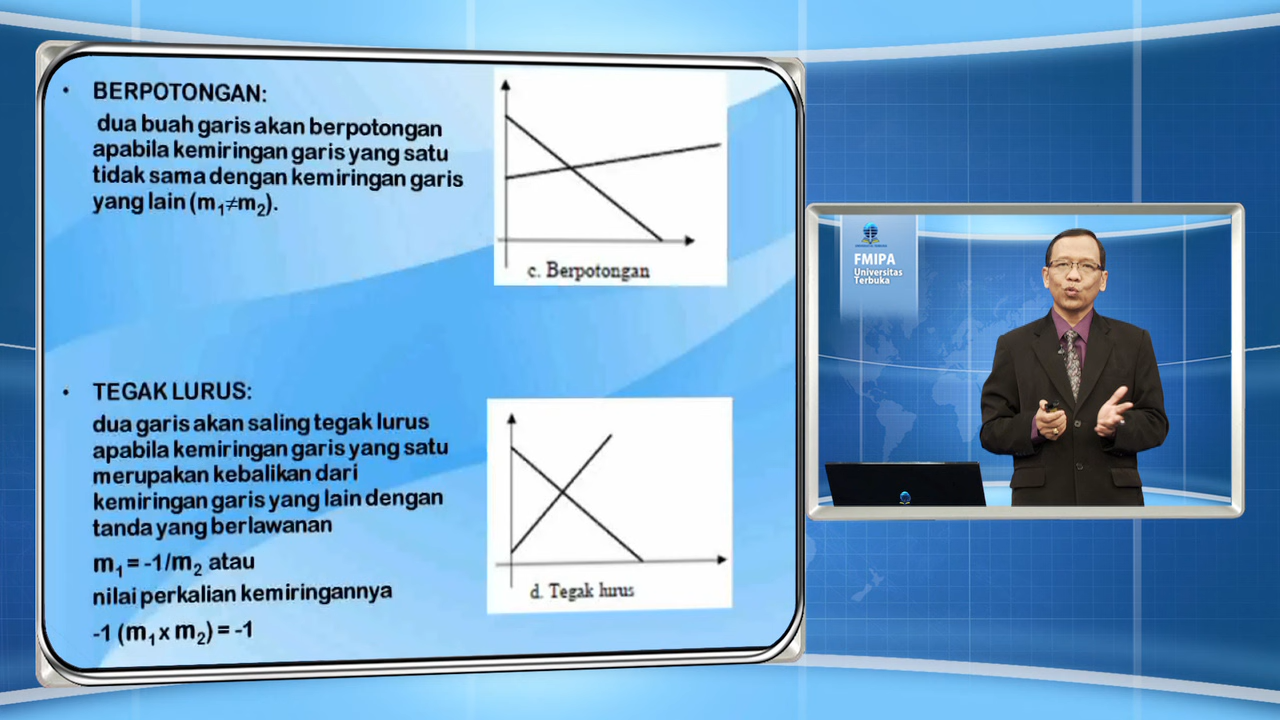 • BERPOTONGAN:
dua buah garis akan berpotongan
apabila kemiringan garis yang satu
tidak sama dengan kemiringan garis
yang lain (m₁≠m₂).
c. Berpotongan
• TEGAK LURUS:
dua garis akan saling tegak lurus
apabila kemiringan garis yang satu
merupakan kebalikan dari
kemiringan garis yang lain dengan
tanda yang berlawanan
m₁ = -1/m₂ atau
nilai perkalian kemiringannya
-1 (m₁ x m₂) = -1
d. Tegak lurus
FMIPA
Universitas
Terbuka